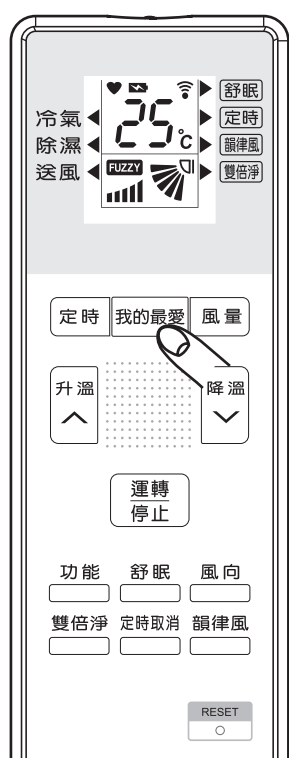 舒眠
冷氣 25°C 定時
除濕 韻律風
送風 FUZZY 雙倍淨
定時 我的最愛 風量
升溫 降溫
運轉
停止
功能 舒眠 風向
雙倍淨 定時取消 韻律風
RESET